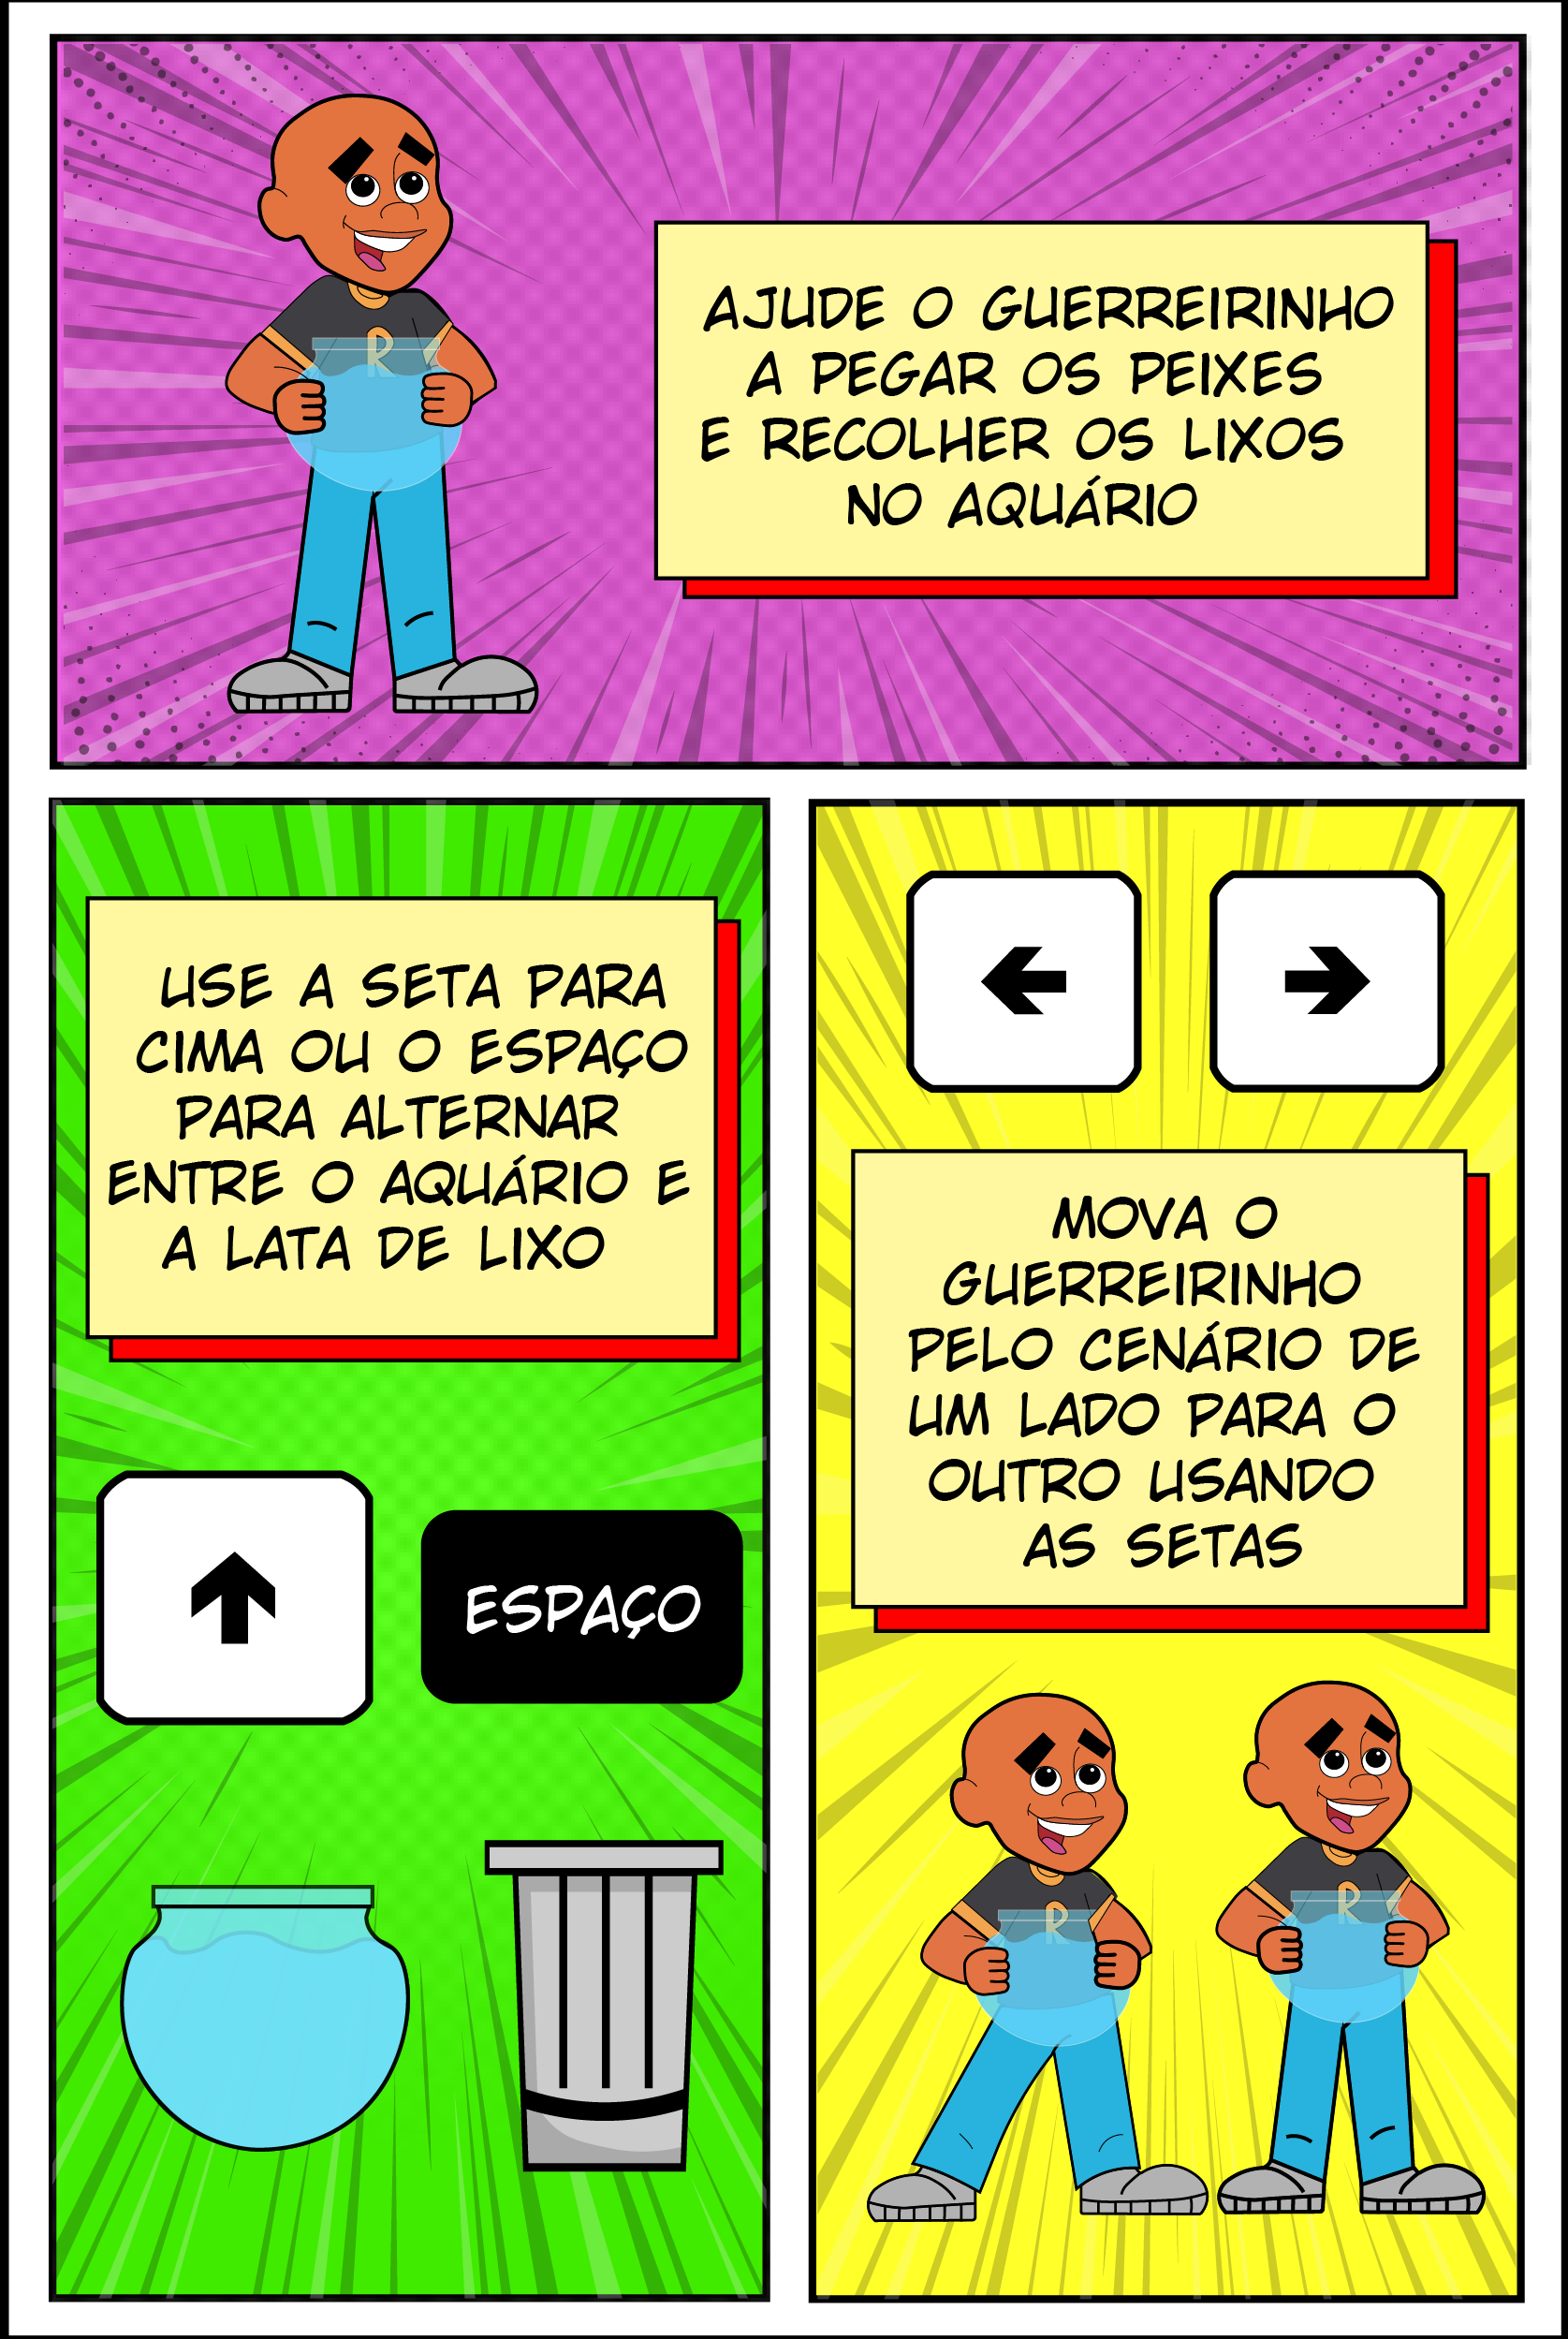 AJUDE O GUERREIRINHO
A PEGAR OS PEIXES
E RECOLHER OS LIXOS
NO AQUÁRIO
R
USE A SETA PARA
CIMA OU O ESPAÇO
PARA ALTERNAR
ENTRE O AQUÁRIO E
A LATA DE LIXO
ESPAÇO
MOVA O
GUERREIRINHO
PELO CENÁRIO DE
UM LADO PARA O
OUTRO USANDO
AS SETAS
R
R